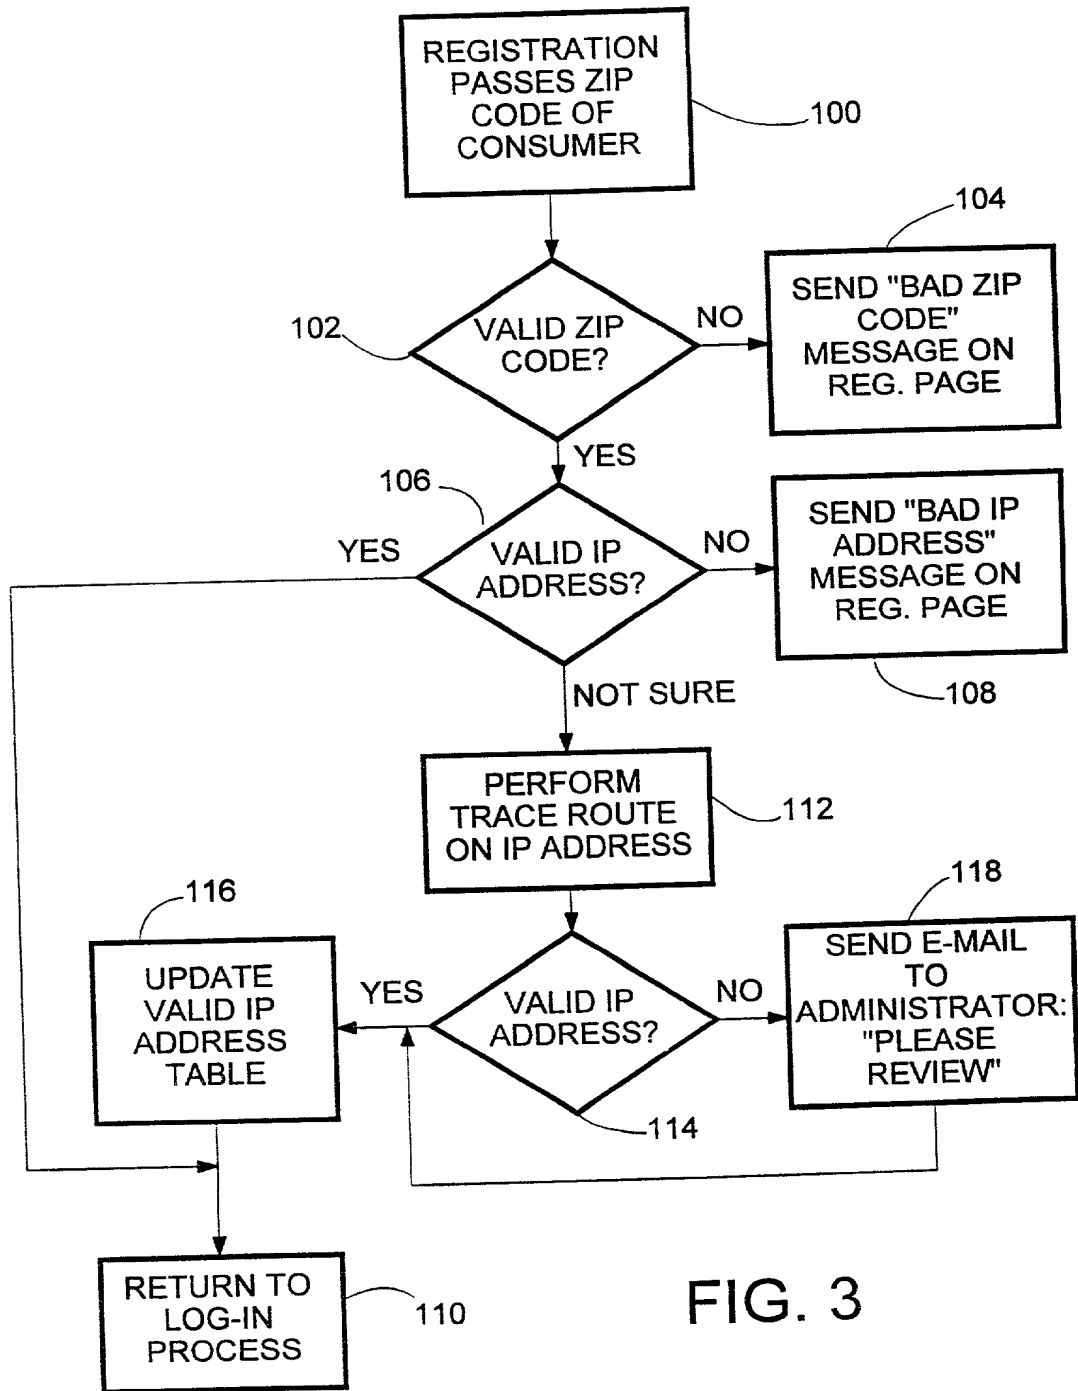 REGISTRATION
PASSES ZIP
CODE OF
CONSUMER
100
104
VALID ZIP
CODE?
102
NO
SEND "BAD ZIP
CODE"
MESSAGE ON
REG. PAGE
YES
106
VALID IP
ADDRESS?
YES
NO
SEND "BAD IP
ADDRESS"
MESSAGE ON
REG. PAGE
108
NOT SURE
PERFORM
TRACE ROUTE
ON IP ADDRESS
112
116
118
UPDATE
VALID IP
ADDRESS
TABLE
YES
VALID IP
ADDRESS?
NO
SEND E-MAIL
TO
ADMINISTRATOR:
"PLEASE
REVIEW"
114
RETURN TO
LOG-IN
PROCESS
110
FIG. 3